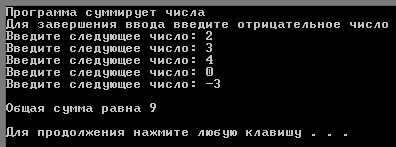 Программа суммирует числа
Для завершения ввода введите отрицательное число
Введите следующее число: 2
Введите следующее число: 3
Введите следующее число: 4
Введите следующее число: 0
Введите следующее число: -3
Общая сумма равна 9
Для продолжения нажмите любую клавишу . . .